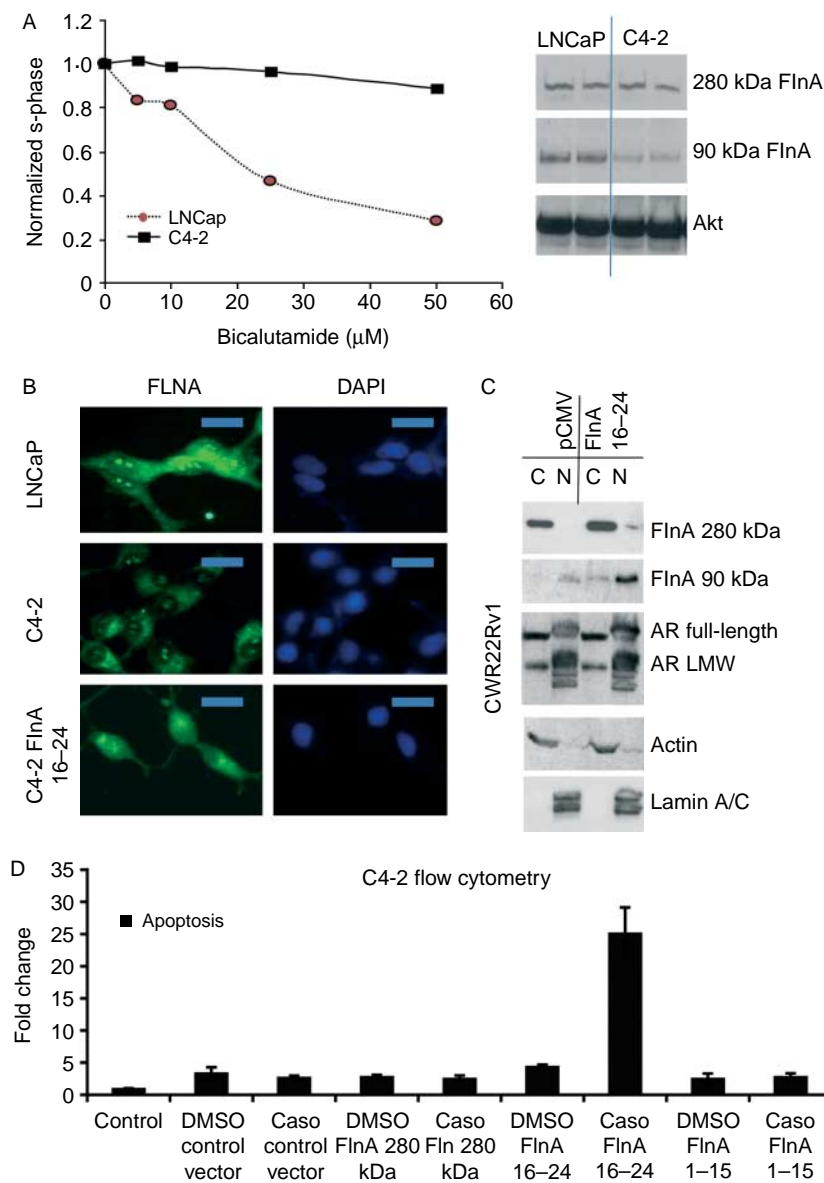 A
1.2
1·0
0.8
0.6
0.4
0.2
0
Normalized s-phase
LNCap
C4-2
0 10 20 30 40 50 60
Bicalutamide (μM)
LNCaP C4-2
280 kDa FlnA
90 kDa FlnA
Akt
B
FLNA DAPI
LNCaP
C4-2
C4-2 FlnA
16–24
C
pCMV
FlnA
16–24
C N C N
FlnA 280 kDa
FlnA 90 kDa
AR full-length
AR LMW
Actin
Lamin A/C
CWR22Rv1
D
C4-2 flow cytometry
35
30
25
20
15
10
5
0
Fold change
Apoptosis
Control
DMSO
control
vector
Caso
control
vector
DMSO
FlnA 280
kDa
Caso
Fln 280
kDa
DMSO
FlnA
16–24
Caso
FlnA
16–24
DMSO
FlnA
1–15
Caso
FlnA
1–15